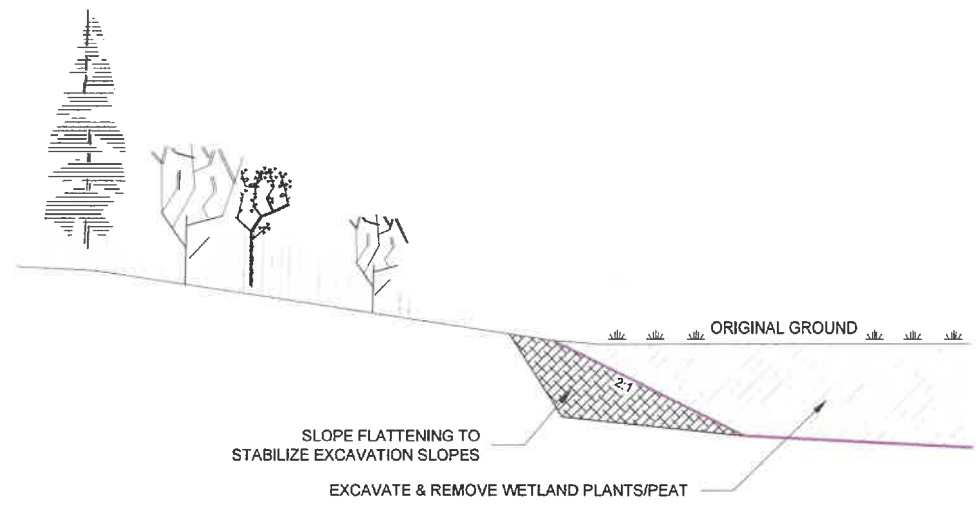 ORIGINAL GROUND
2:1
SLOPE FLATTENING TO
STABILIZE EXCAVATION SLOPES
EXCAVATE & REMOVE WETLAND PLANTS/PEAT